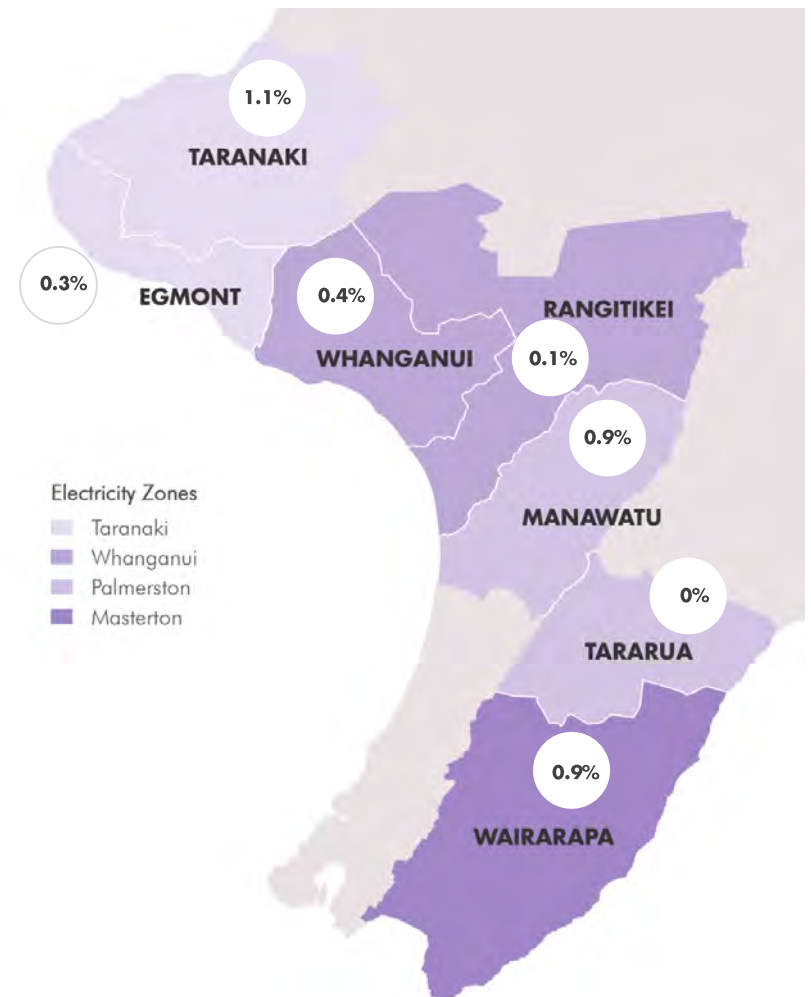 1.1%
TARANAKI
0.3%
EGMONT
0.4%
WHANGANUI
RANGITIKEI
0.1%
0.9%
MANAWATU
Electricity Zones
Taranaki
Whanganui
Palmerston
Masterton
0%
TARARUA
0.9%
WAIRARAPA